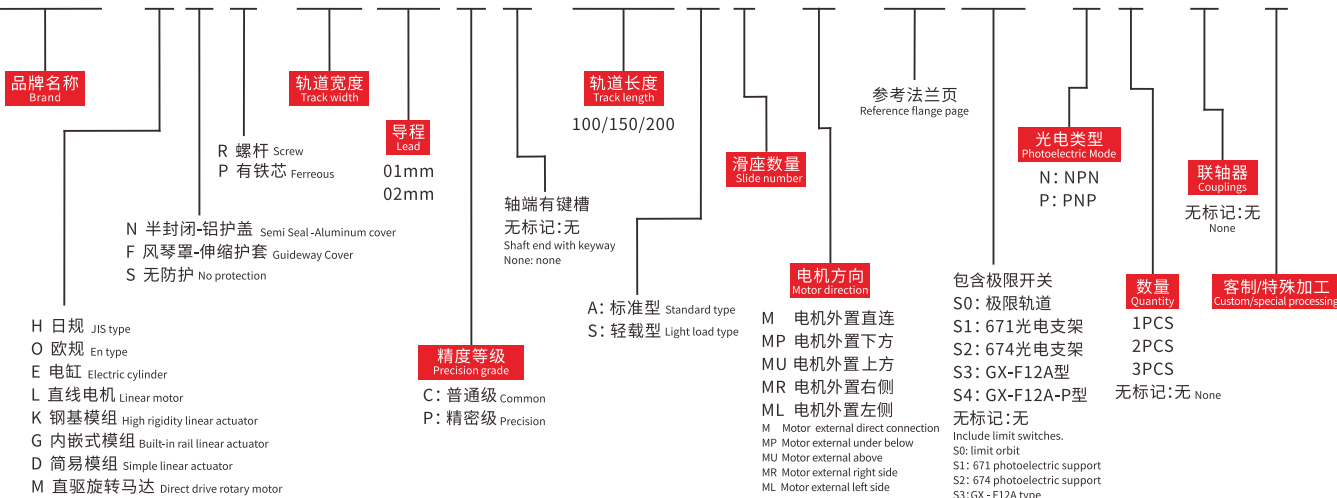 品牌名称
Brand
H 日规 JIS type
O 欧规 En type
E 电缸 Electric cylinder
L 直线电机 Linear motor
K 钢基模组 High rigidity linear actuator
G 内嵌式模组 Built-in rail linear actuator
D 简易模组 Simple linear actuator
M 直驱旋转马达 Direct drive rotary motor
N 半封闭-铝护盖 Semi Seal -Aluminum cover
F 风琴罩-伸缩护套 Guideway Cover
S 无防护 No protection
R 螺杆 Screw
P 有铁芯 Ferreous
轨道宽度
Track width
导程
Lead
01mm
02mm
精度等级
Precision grade
C: 普通级 Common
P: 精密级 Precision
轴端有键槽
无标记:无
Shaft end with keyway
None: none
轨道长度
Track length
100/150/200
A: 标准型 Standard type
S: 轻载型 Light load type
滑座数量
Slide number
电机方向
Motor direction
M 电机外置直连
MP 电机外置下方
MU 电机外置上方
MR 电机外置右侧
ML 电机外置左侧
M Motor external direct connection
MP Motor external under below
MU Motor external above
MR Motor external right side
ML Motor external left side
参考法兰页
Reference flange page
包含极限开关
S0: 极限轨道
S1: 671光电支架
S2: 674光电支架
S3: GX-F12A型
S4: GX-F12A-P型
无标记:无
Include limit switches.
S0: limit orbit
S1: 671 photoelectric support
S2: 674 photoelectric support
S3:GX - F12A type
光电类型
Photoelectric Mode
N: NPN
P: PNP
数量
Quantity
1PCS
2PCS
3PCS
无标记:无 None
联轴器
Couplings
无标记:无
None
客制/特殊加工
Custom/special processing